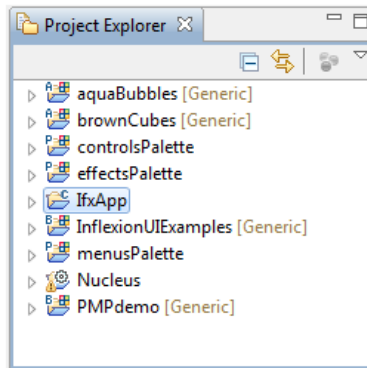 Project Explorer
aquaBubbles [Generic]
brownCubes [Generic]
controlsPalette
effectsPalette
IfxApp
InflexionUIExamples [Generic]
menusPalette
Nucleus
PMPdemo [Generic]